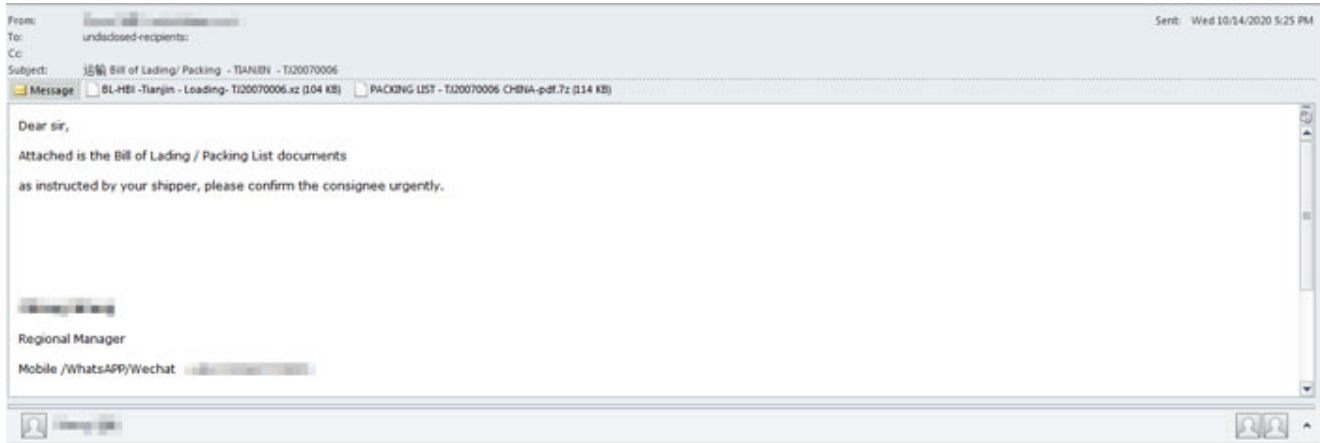 From:
Sent: Wed 10/14/2020 5:25 PM
To: undisclosed-recipients:
Cc:
Subject: 运输 Bill of Lading/ Packing - TIANJIN - TJ20070006
Message BL-HBI -Tianjin - Loading- TJ20070006.xz (104 KB) PACKING LIST - TJ20070006 CHINA-pdf.7z (114 KB)
Dear sir,
Attached is the Bill of Lading / Packing List documents
as instructed by your shipper, please confirm the consignee urgently.
Regional Manager
Mobile /WhatsAPP/Wechat